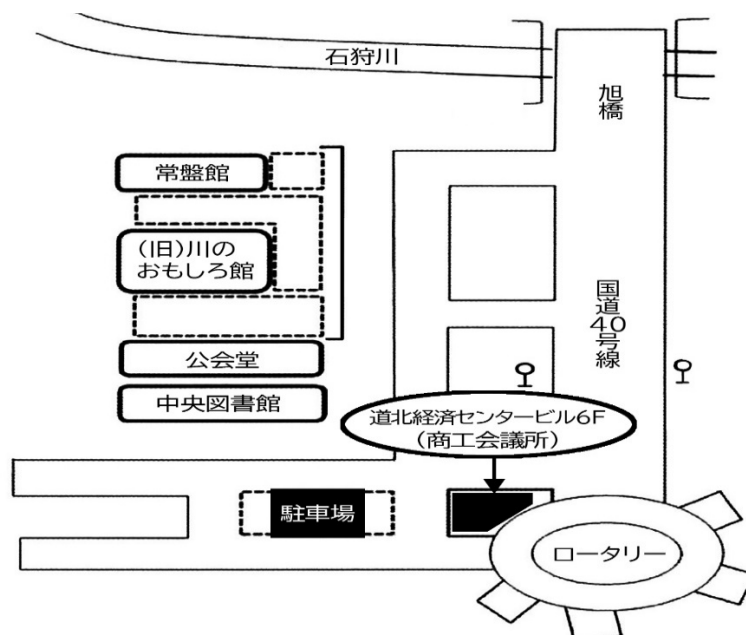 石狩川
旭橋
常盤館
(旧)川の
おもしろ館
国道40号線
公会堂
中央図書館
道北経済センタービル6F
(商工会議所)
駐車場
ロータリー